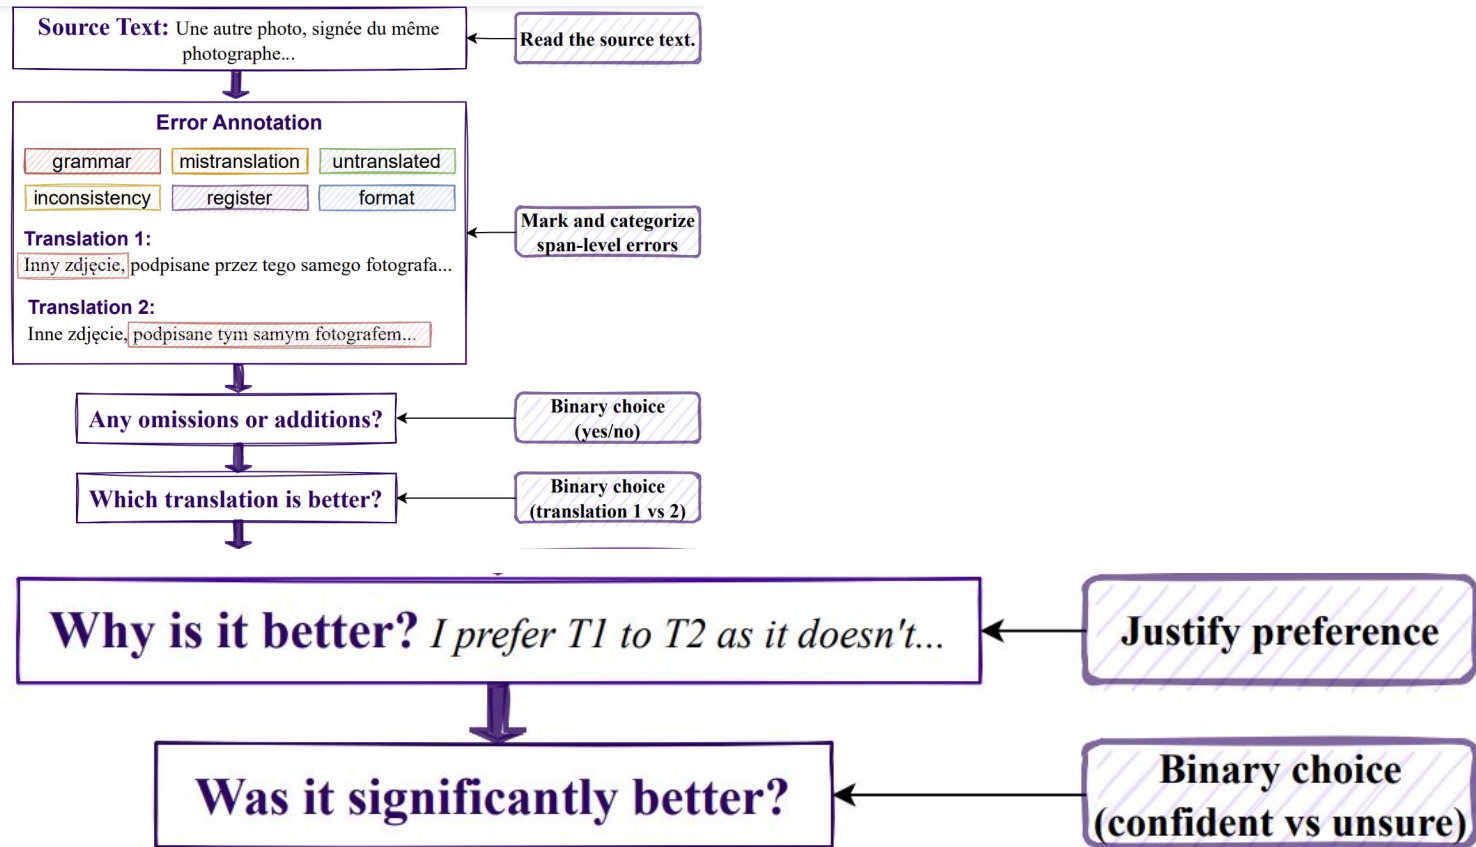 Source Text: Une autre photo, signée du même
photographe...
Read the source text.
Error Annotation
grammar
mistranslation
untranslated
inconsistency
register
format
Mark and categorize
span-level errors
Translation 1:
Inny zdjęcie, podpisane przez tego samego fotografa...
Translation 2:
Inne zdjęcie, podpisane tym samym fotografem...
Any omissions or additions?
Binary choice
(yes/no)
Which translation is better?
Binary choice
(translation 1 vs 2)
Why is it better? I prefer T1 to T2 as it doesn't...
Justify preference
Was it significantly better?
Binary choice
(confident vs unsure)